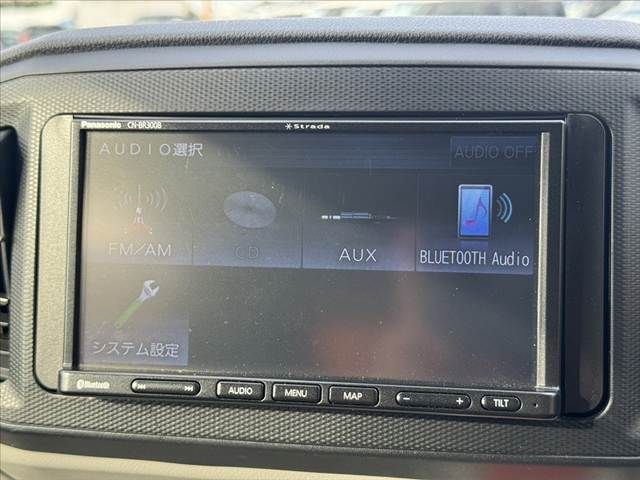 Panasonic CN-BR300B Strada
AUDIO選択 AUDIO OFF
FM/AM CD AUX BLUETOOTH Audio
システム設定
Bluetooth AUDIO MENU MAP − + TILT